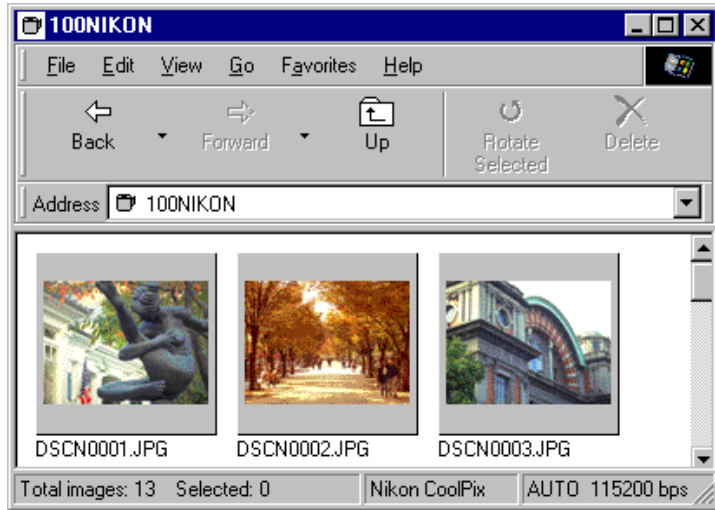 100NIKON
File Edit View Go Favorites Help
Back Forward Up Rotate Selected Delete
Address 100NIKON
DSCN0001.JPG DSCN0002.JPG DSCN0003.JPG
Total images: 13 Selected: 0 Nikon CoolPix AUTO 115200 bps